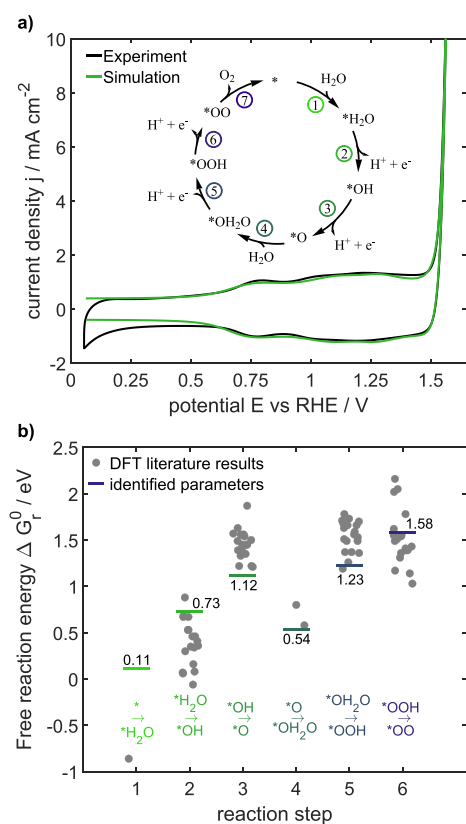 a)
10
8
6
4
2
0
-2
current density j / mA cm-2
Experiment
Simulation
*
H2O
1
*H2O
2
H+ + e-
*OH
3
H+ + e-
*O
4
H2O
*OH2O
5
H+ + e-
*OOH
6
H+ + e-
*OO
7
O2
0 0.25 0.5 0.75 1 1.25 1.5
potential E vs RHE / V
b)
2.5
2
1.5
1
0.5
0
-0.5
-1
Free reaction energy Δ G0r / eV
DFT literature results
identified parameters
0.11
0.73
1.12
0.54
1.23
1.58
* → *H2O
*H2O → *OH
*OH → *O
*O → *OH2O
*OH2O → *OOH
*OOH → *OO
1 2 3 4 5 6
reaction step